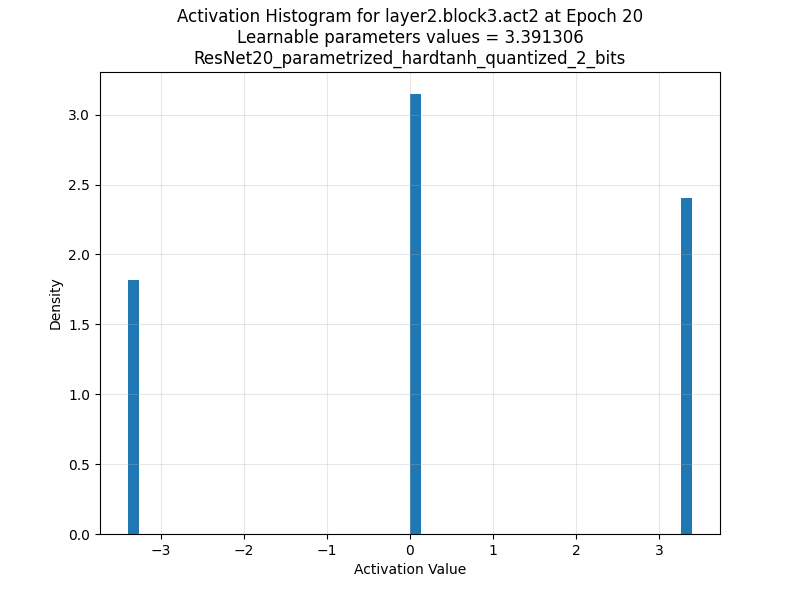 Activation Histogram for layer2.block3.act2 at Epoch 20
Learnable parameters values = 3.391306
ResNet20_parametrized_hardtanh_quantized_2_bits
3.0
2.5
2.0
1.5
1.0
0.5
0.0
Density
−3 −2 −1 0 1 2 3
Activation Value